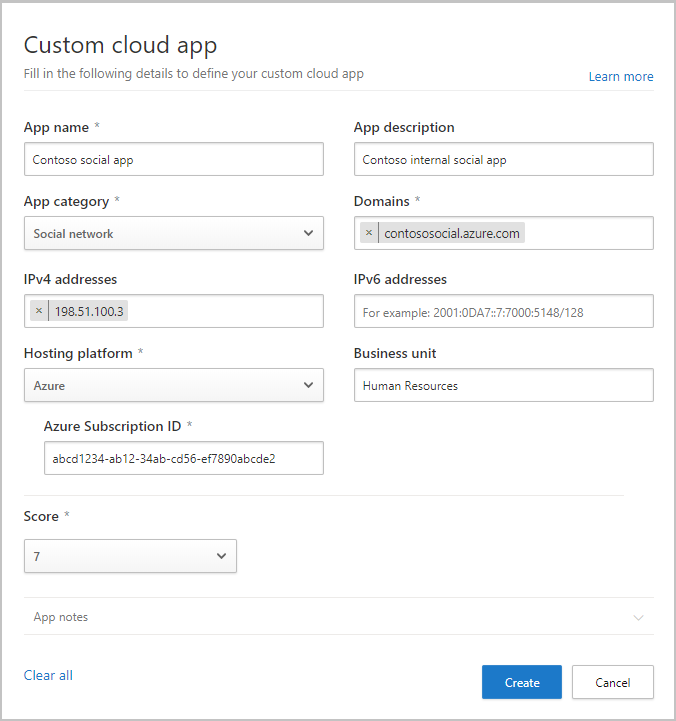 Custom cloud app
Fill in the following details to define your custom cloud app
Learn more
App name *
App description
Contoso social app
Contoso internal social app
App category *
Domains *
Social network
× contososocial.azure.com
IPv4 addresses
IPv6 addresses
× 198.51.100.3
For example: 2001:0DA7::7:7000:5148/128
Hosting platform *
Business unit
Azure
Human Resources
Azure Subscription ID *
abcd1234-ab12-34ab-cd56-ef7890abcde2
Score *
7
App notes
Clear all
Create
Cancel